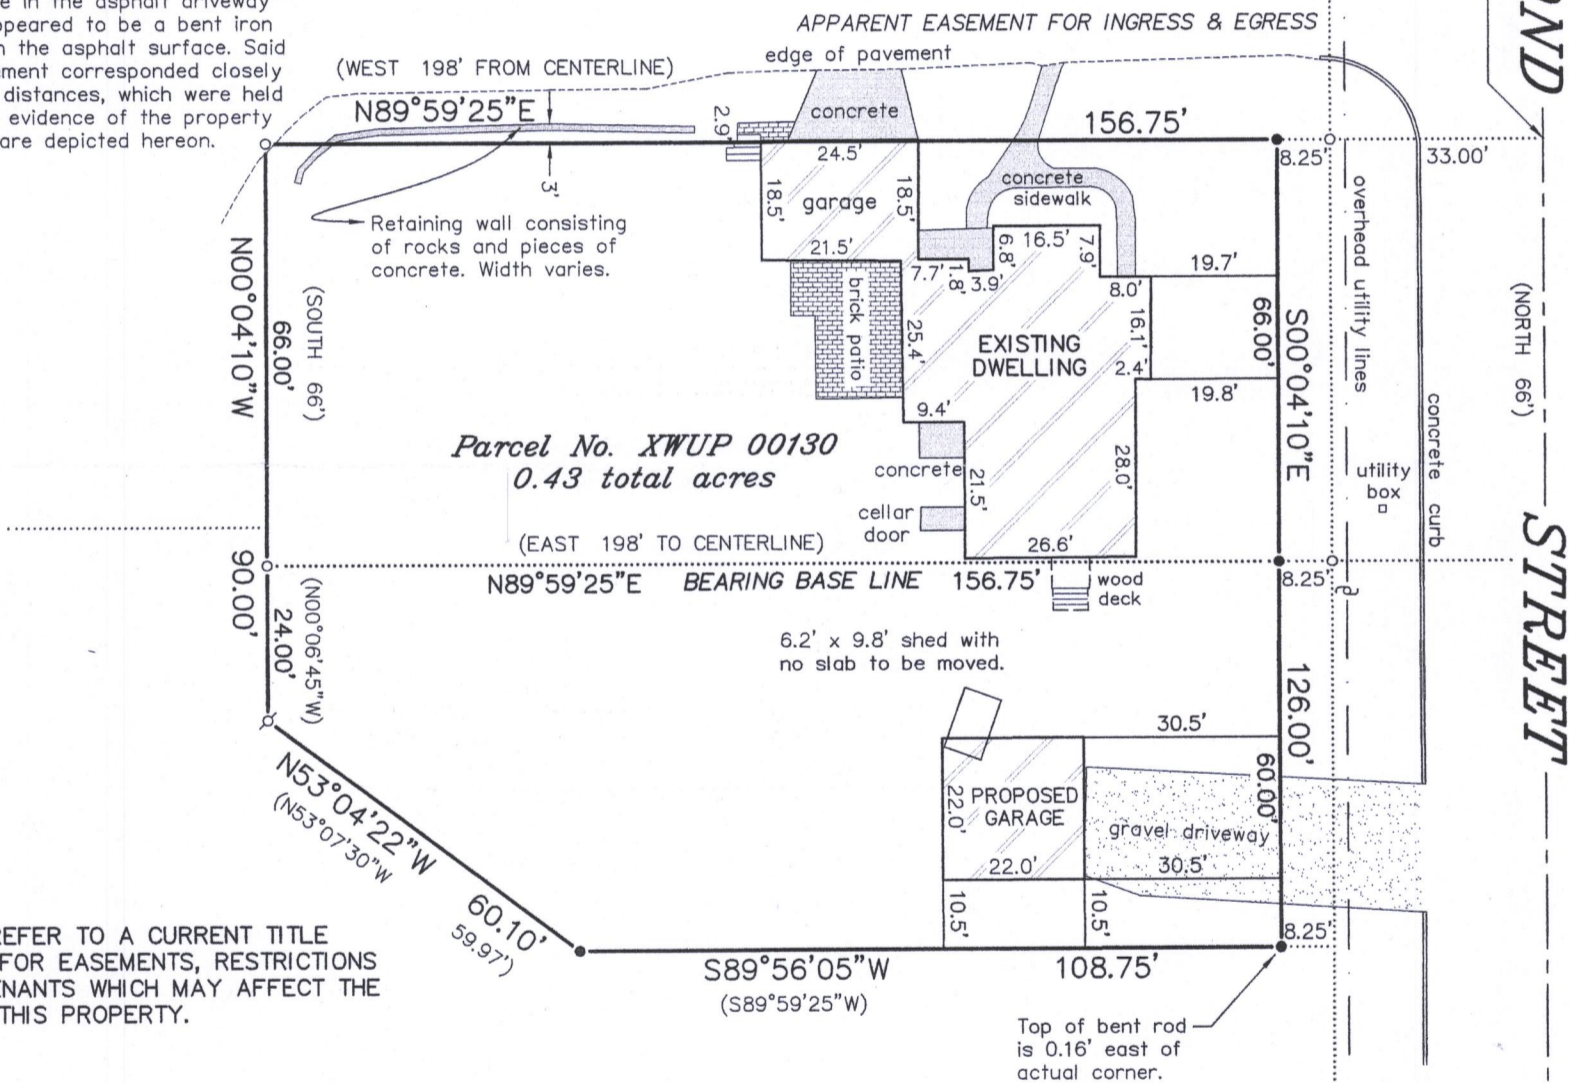 e in the asphalt driveway
peared to be a bent iron
n the asphalt surface. Said
ment corresponded closely
distances, which were held
evidence of the property
are depicted hereon.
APPARENT EASEMENT FOR INGRESS & EGRESS
edge of pavement
(WEST 198' FROM CENTERLINE)
N89°59'25"E
156.75'
2.9'
3'
concrete
24.5'
18.5'
18.5'
garage
21.5'
Retaining wall consisting
of rocks and pieces of
concrete. Width varies.
concrete
sidewalk
8.25'
33.00'
OND
STREET
(NORTH 66')
overhead utility lines
concrete curb
utility
box
N00°04'10"W
66.00'
(SOUTH 66')
brick patio
7.7'
1.8'
3.9'
6.8'
16.5'
7.9'
8.0'
19.7'
16.1'
2.4'
19.8'
66.00'
S00°04'10"E
25.4'
EXISTING
DWELLING
9.4'
Parcel No. XWUP 00130
0.43 total acres
concrete
21.5'
28.0'
cellar
door
26.6'
(EAST 198' TO CENTERLINE)
N89°59'25"E BEARING BASE LINE 156.75'
8.25'
wood
deck
90.00'
24.00'
(N00°06'45"W)
6.2' x 9.8' shed with
no slab to be moved.
126.00'
30.5'
60.00'
22.0'
PROPOSED
GARAGE
22.0'
gravel driveway
30.5'
10.5'
10.5'
8.25'
N53°04'22"W
(N53°07'30"W
60.10'
59.97')
S89°56'05"W
108.75'
(S89°59'25"W)
Top of bent rod
is 0.16' east of
actual corner.
EFER TO A CURRENT TITLE
FOR EASEMENTS, RESTRICTIONS
NANTS WHICH MAY AFFECT THE
THIS PROPERTY.